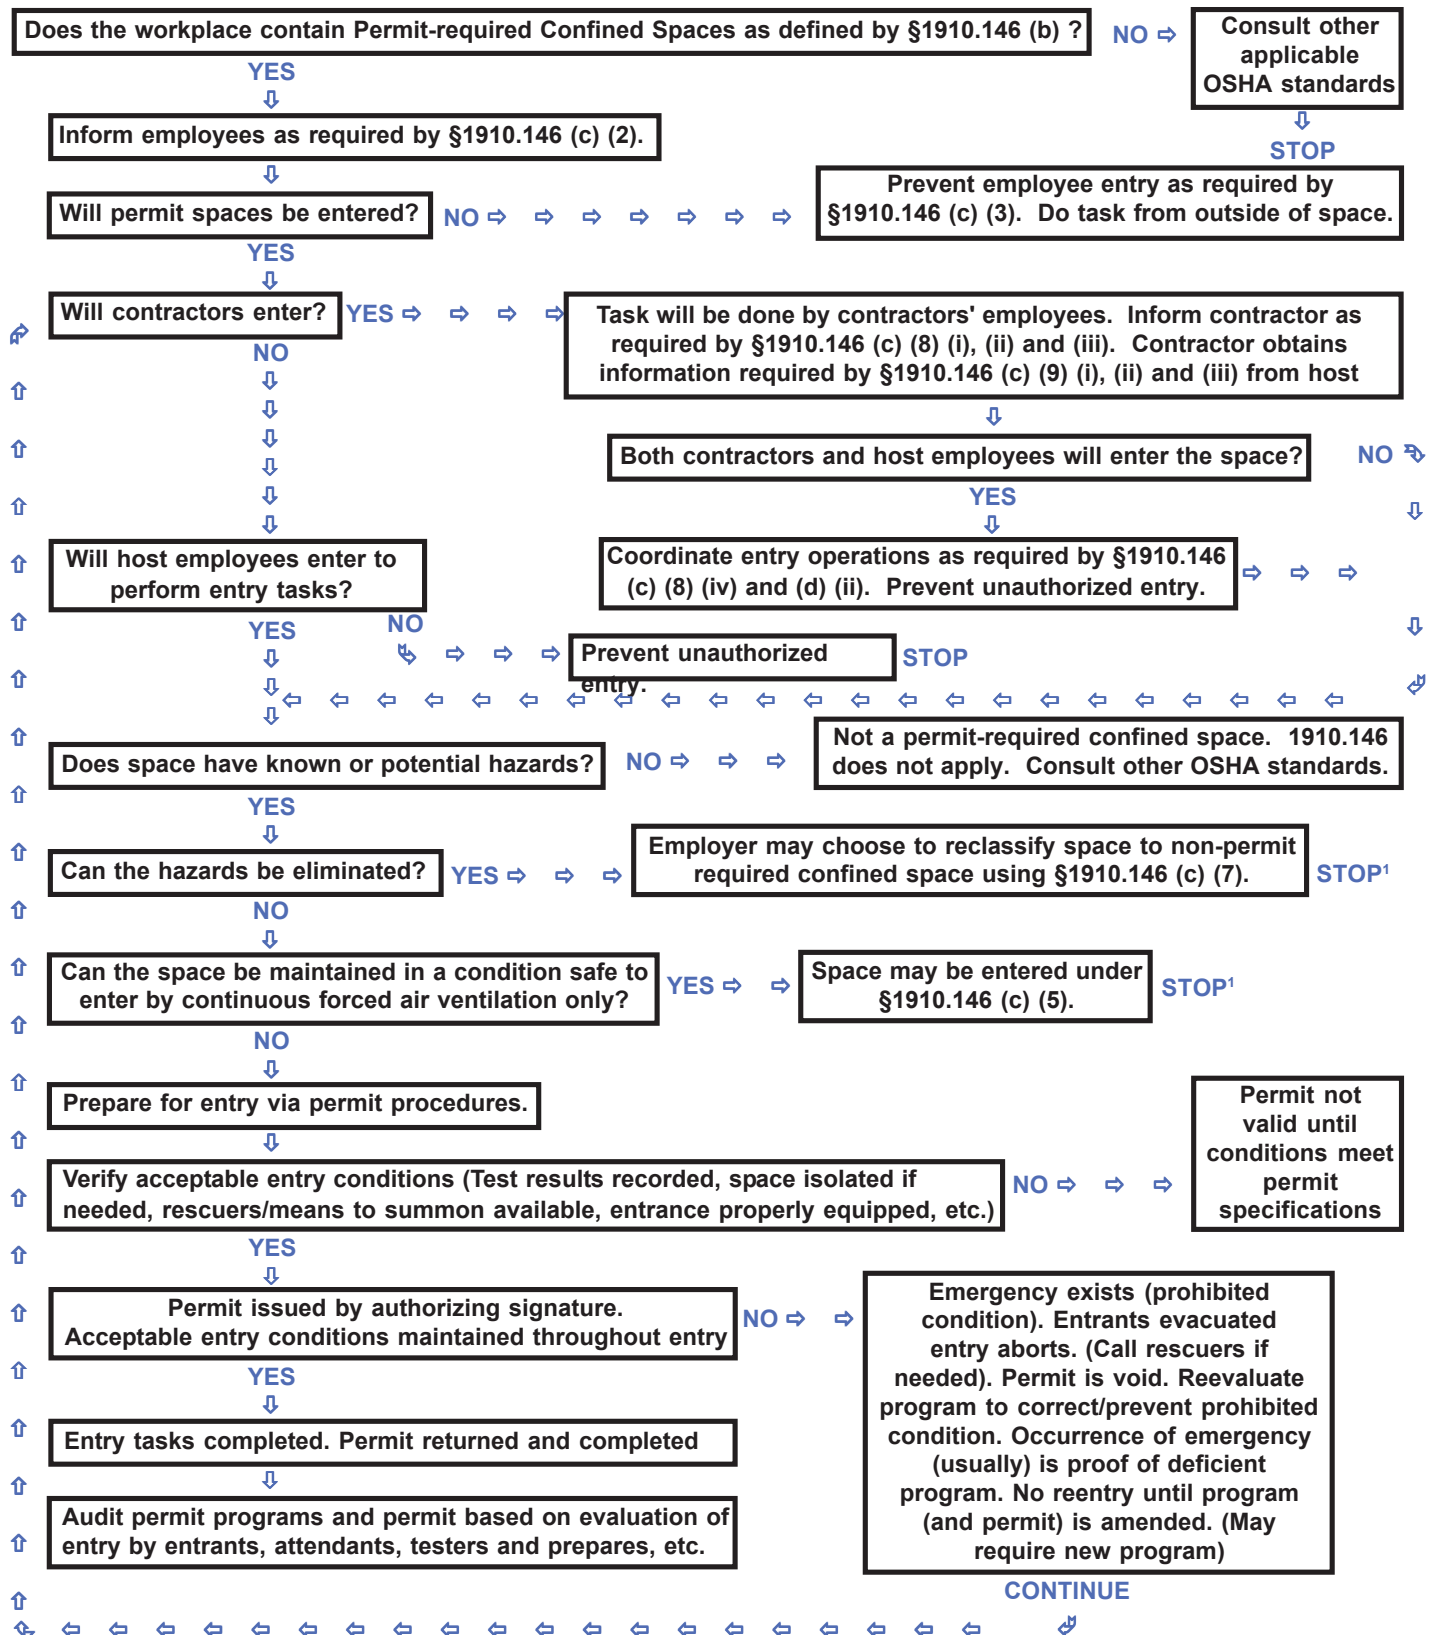 Does the workplace contain Permit-required Confined Spaces as defined by §1910.146 (b) ?
NO
Consult other
applicable
OSHA standards
STOP
YES
Inform employees as required by §1910.146 (c) (2).
Will permit spaces be entered?
NO
Prevent employee entry as required by
§1910.146 (c) (3). Do task from outside of space.
YES
Will contractors enter?
YES
Task will be done by contractors' employees. Inform contractor as
required by §1910.146 (c) (8) (i), (ii) and (iii). Contractor obtains
information required by §1910.146 (c) (9) (i), (ii) and (iii) from host
NO
Both contractors and host employees will enter the space?
NO
YES
Coordinate entry operations as required by §1910.146
(c) (8) (iv) and (d) (ii). Prevent unauthorized entry.
Will host employees enter to
perform entry tasks?
NO
Prevent unauthorized
entry.
STOP
YES
Does space have known or potential hazards?
NO
Not a permit-required confined space. 1910.146
does not apply. Consult other OSHA standards.
YES
Can the hazards be eliminated?
YES
Employer may choose to reclassify space to non-permit
required confined space using §1910.146 (c) (7).
STOP¹
NO
Can the space be maintained in a condition safe to
enter by continuous forced air ventilation only?
YES
Space may be entered under
§1910.146 (c) (5).
STOP¹
NO
Prepare for entry via permit procedures.
Verify acceptable entry conditions (Test results recorded, space isolated if
needed, rescuers/means to summon available, entrance properly equipped, etc.)
NO
Permit not
valid until
conditions meet
permit
specifications
YES
Permit issued by authorizing signature.
Acceptable entry conditions maintained throughout entry
NO
Emergency exists (prohibited
condition). Entrants evacuated
entry aborts. (Call rescuers if
needed). Permit is void. Reevaluate
program to correct/prevent prohibited
condition. Occurrence of emergency
(usually) is proof of deficient
program. No reentry until program
(and permit) is amended. (May
require new program)
CONTINUE
YES
Entry tasks completed. Permit returned and completed
Audit permit programs and permit based on evaluation of
entry by entrants, attendants, testers and prepares, etc.